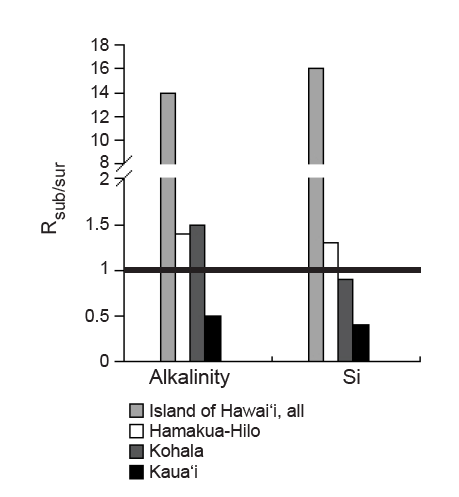 18
16
14
12
10
8
2
1.5
1
0.5
0
R sub/sur
Alkalinity Si
Island of Hawai‘i, all
Hamakua-Hilo
Kohala
Kaua‘i